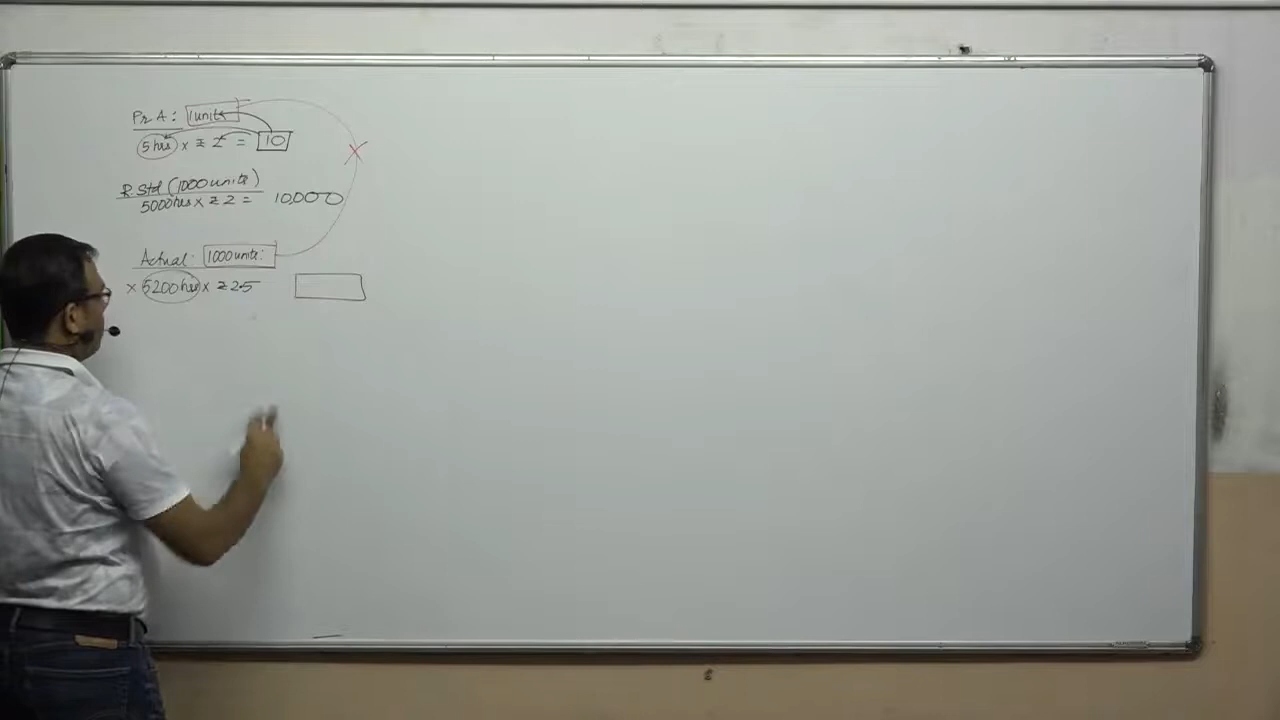 Pr A: 1 unit
5 hrs x ₹ 2 = 10
R. Std (1000 units)
5000 hrs x ₹ 2 = 10,000
Actual: 1000 units:
x 5200 hrs x ₹ 2.5